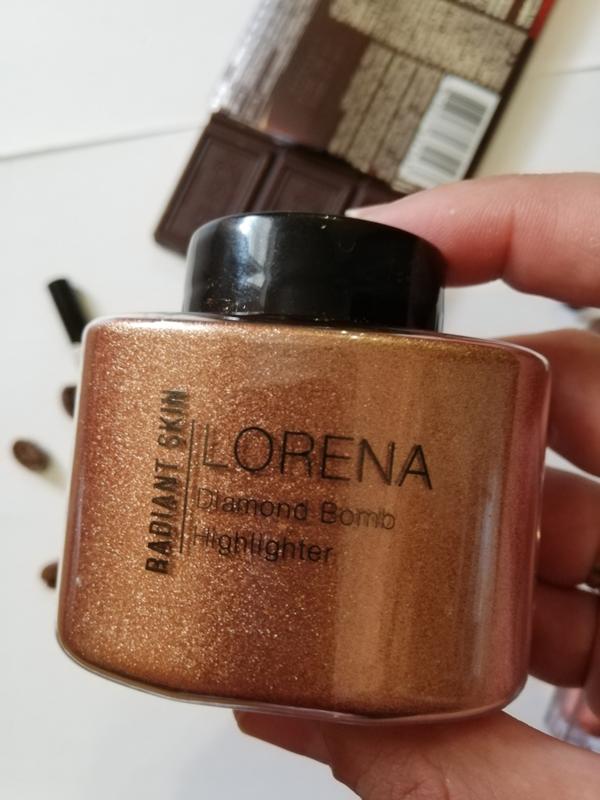 RADIANT SKIN
LORENA
Diamond Bomb
Highlighter